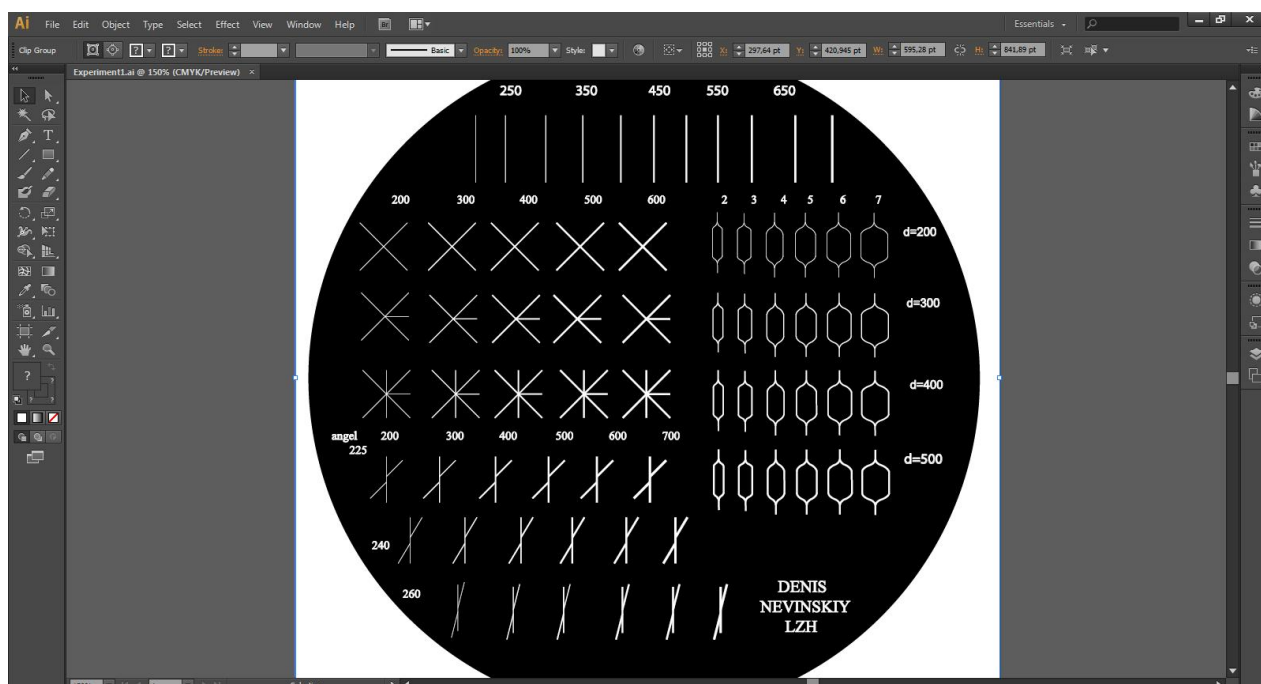 Ai File Edit Object Type Select Effect View Window Help Br Essentials
Clip Group ? ? Stroke: Basic Opacity: 100% Style: X: 297,64 pt Y: 420,945 pt W: 595,28 pt H: 841,89 pt
Experiment1.ai @ 150% (CMYK/Preview) ×
250 350 450 550 650
200 300 400 500 600 2 3 4 5 6 7
d=200
d=300
d=400
angel 200 300 400 500 600 700
225
d=500
240
260
DENIS
NEVINSKIY
LZH